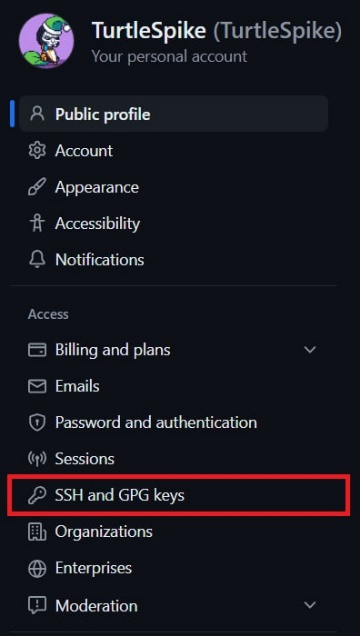 TurtleSpike (TurtleSpike)
Your personal account
Public profile
Account
Appearance
Accessibility
Notifications
Access
Billing and plans
Emails
Password and authentication
Sessions
SSH and GPG keys
Organizations
Enterprises
Moderation